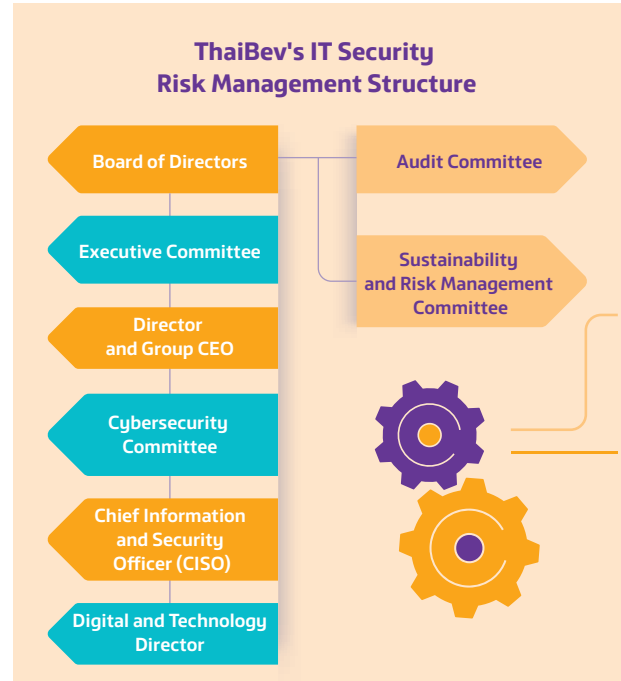 ThaiBev's IT Security
Risk Management Structure
Board of Directors
Audit Committee
Executive Committee
Sustainability
and Risk Management
Committee
Director
and Group CEO
Cybersecurity
Committee
Chief Information
and Security
Officer (CISO)
Digital and Technology
Director